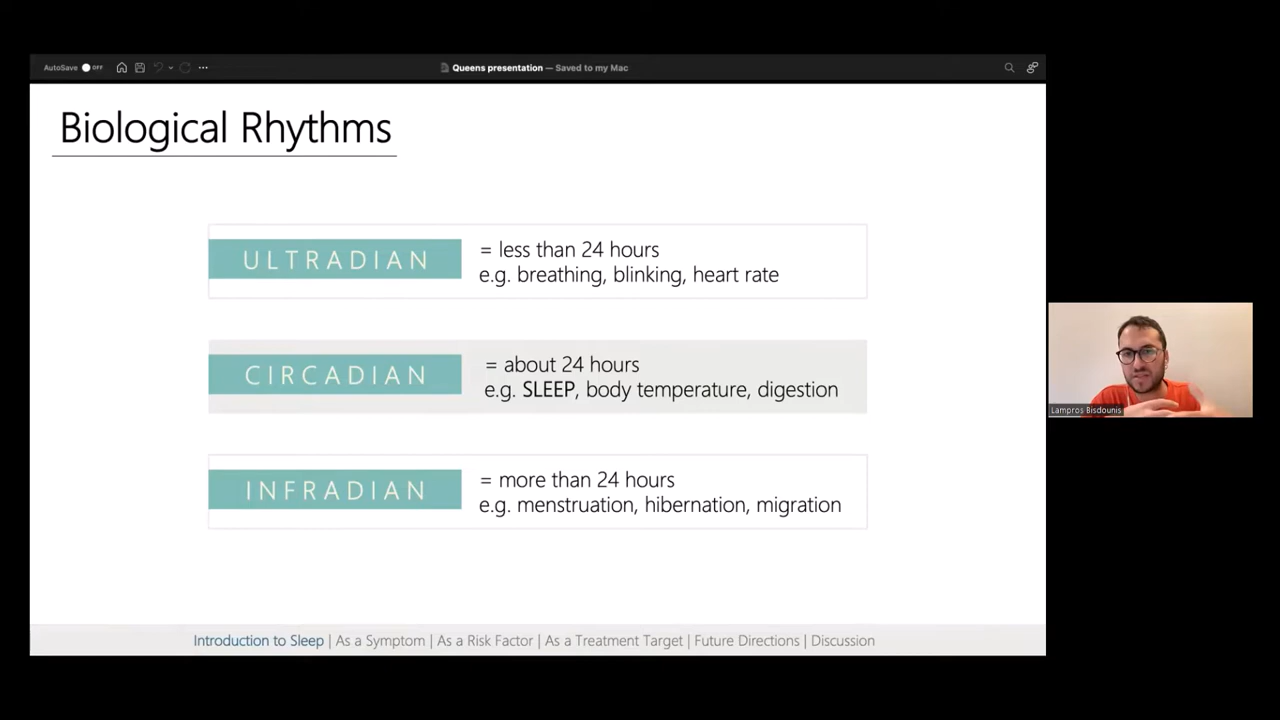 AutoSave OFF
Queens presentation — Saved to my Mac
Biological Rhythms
ULTRADIAN
= less than 24 hours
e.g. breathing, blinking, heart rate
CIRCADIAN
= about 24 hours
e.g. SLEEP, body temperature, digestion
INFRADIAN
= more than 24 hours
e.g. menstruation, hibernation, migration
Lampros Bisdounis
Introduction to Sleep | As a Symptom | As a Risk Factor | As a Treatment Target | Future Directions | Discussion